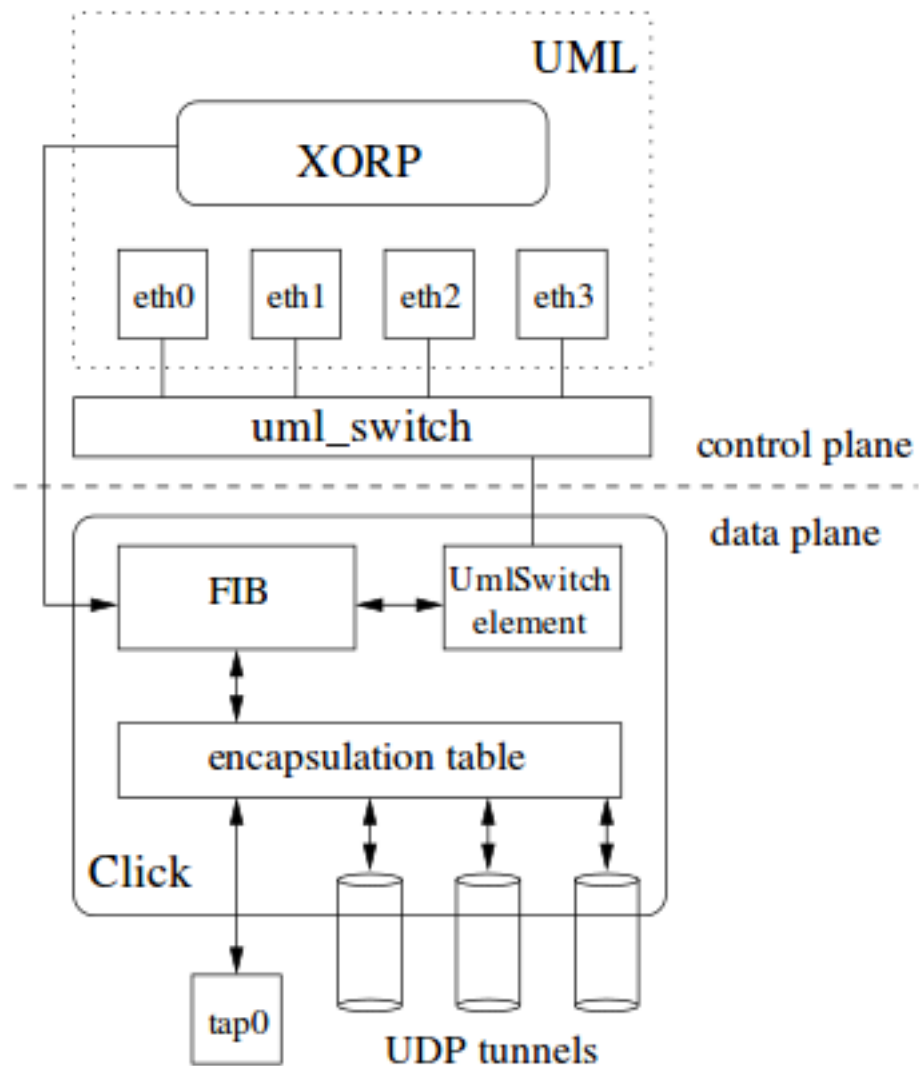 UML
XORP
eth0 eth1 eth2 eth3
uml_switch
control plane
data plane
FIB
UmlSwitch
element
encapsulation table
Click
tap0
UDP tunnels